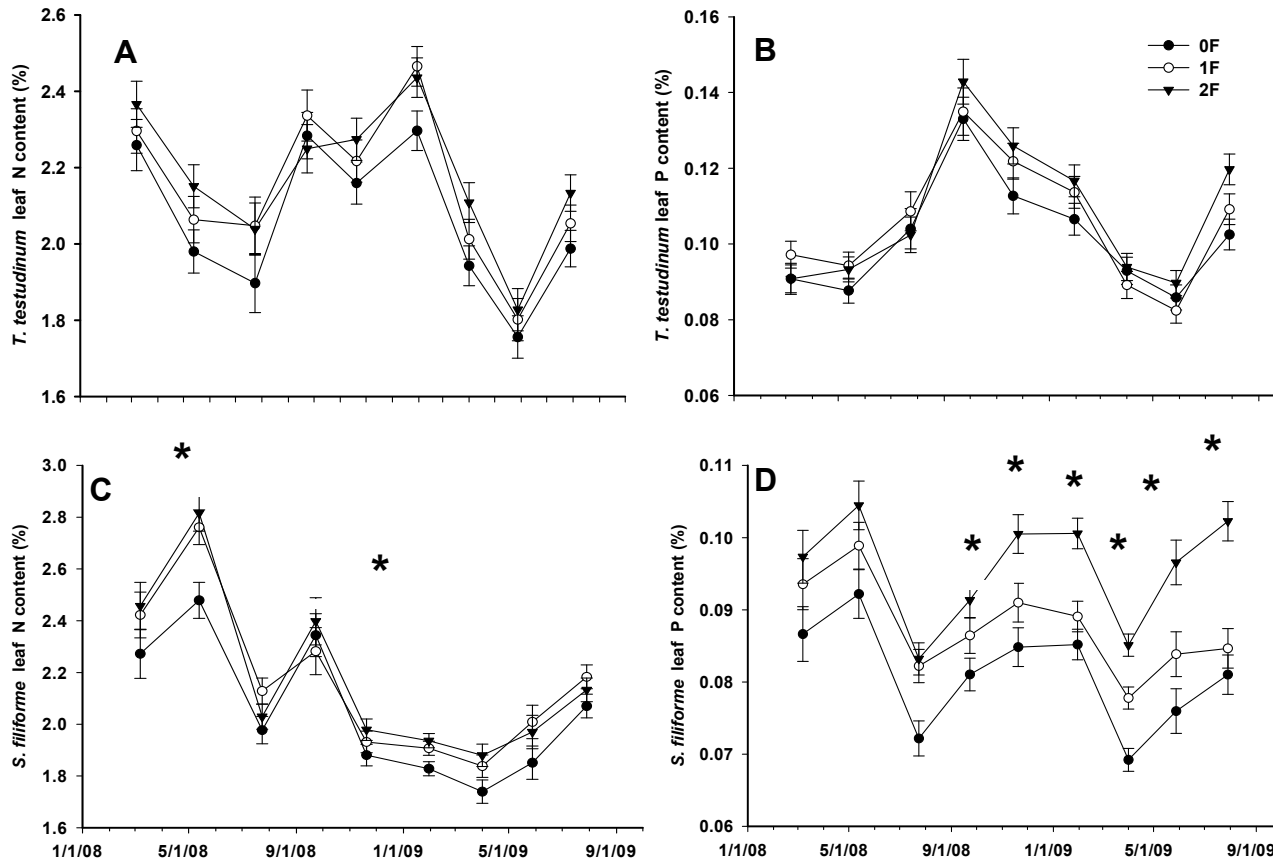 A
T. testudinum leaf N content (%)
2.6
2.4
2.2
2.0
1.8
1.6
B
T. testudinum leaf P content (%)
0.16
0.14
0.12
0.10
0.08
0.06
0F
1F
2F
C
S. filiforme leaf N content (%)
3.0
2.8
2.6
2.4
2.2
2.0
1.8
1.6
*
*
1/1/08 5/1/08 9/1/08 1/1/09 5/1/09 9/1/09
D
S. filiforme leaf P content (%)
0.11
0.10
0.09
0.08
0.07
0.06
* * * * * *
1/1/08 5/1/08 9/1/08 1/1/09 5/1/09 9/1/09